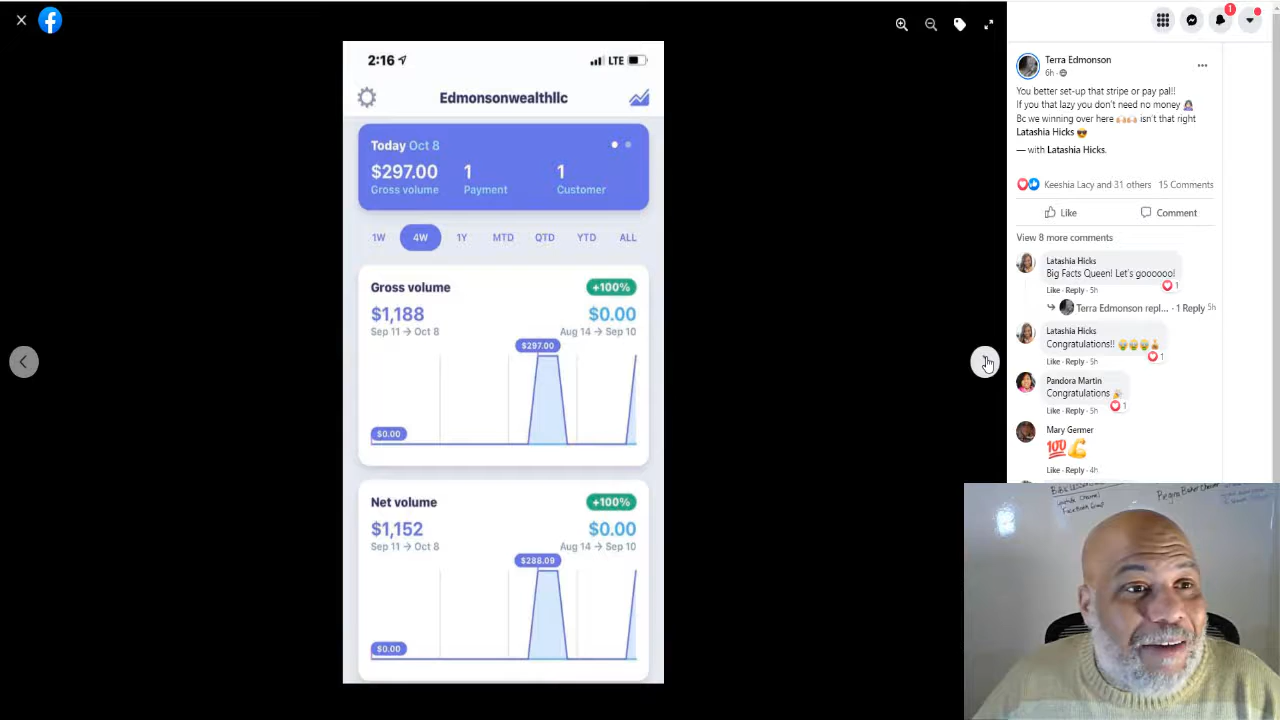 2:16
LTE
Edmonsonwealthllc
Today Oct 8
$297.00
1
1
Gross volume
Payment
Customer
1W
4W
1Y
MTD
QTD
YTD
ALL
Gross volume
+100%
$1,188
$0.00
Sep 11 → Oct 8
Aug 14 → Sep 10
$297.00
$0.00
Net volume
+100%
$1,152
$0.00
Sep 11 → Oct 8
Aug 14 → Sep 10
$288.09
$0.00
1
Terra Edmonson
6h ·
You better set-up that stripe or pay pal!!
If you that lazy you don't need no money
Bc we winning over here isn't that right
Latashia Hicks
— with Latashia Hicks.
Keeshia Lacy and 31 others
15 Comments
Like
Comment
View 8 more comments
Latashia Hicks
Big Facts Queen! Let's goooooo!
1
Like · Reply · 5h
Terra Edmonson repl... · 1 Reply 5h
Latashia Hicks
Congratulations!!
1
Like · Reply · 5h
Pandora Martin
Congratulations
1
Like · Reply · 5h
Mary Germer
100
Like · Reply · 4h
Youtube Channel
Facebook Group